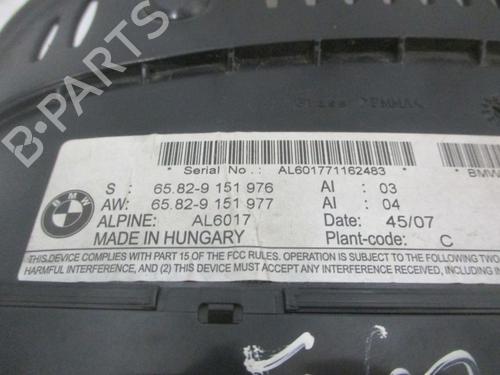 Glass >PMMA<
* *
Serial No. : AL601771162483 * BMW
S : 65.82-9 151 976 AI : 03
AW: 65.82-9 151 977 AI : 04
ALPINE: AL6017 Date: 45/07
MADE IN HUNGARY Plant-code: C
THIS DEVICE COMPLIES WITH PART 15 OF THE FCC RULES. OPERATION IS SUBJECT TO THE FOLLOWING TWO
HARMFUL INTERFERENCE, AND (2) THIS DEVICE MUST ACCEPT ANY INTERFERENCE RECEIVED, INCLUDING IN
BMW
B-PARTS